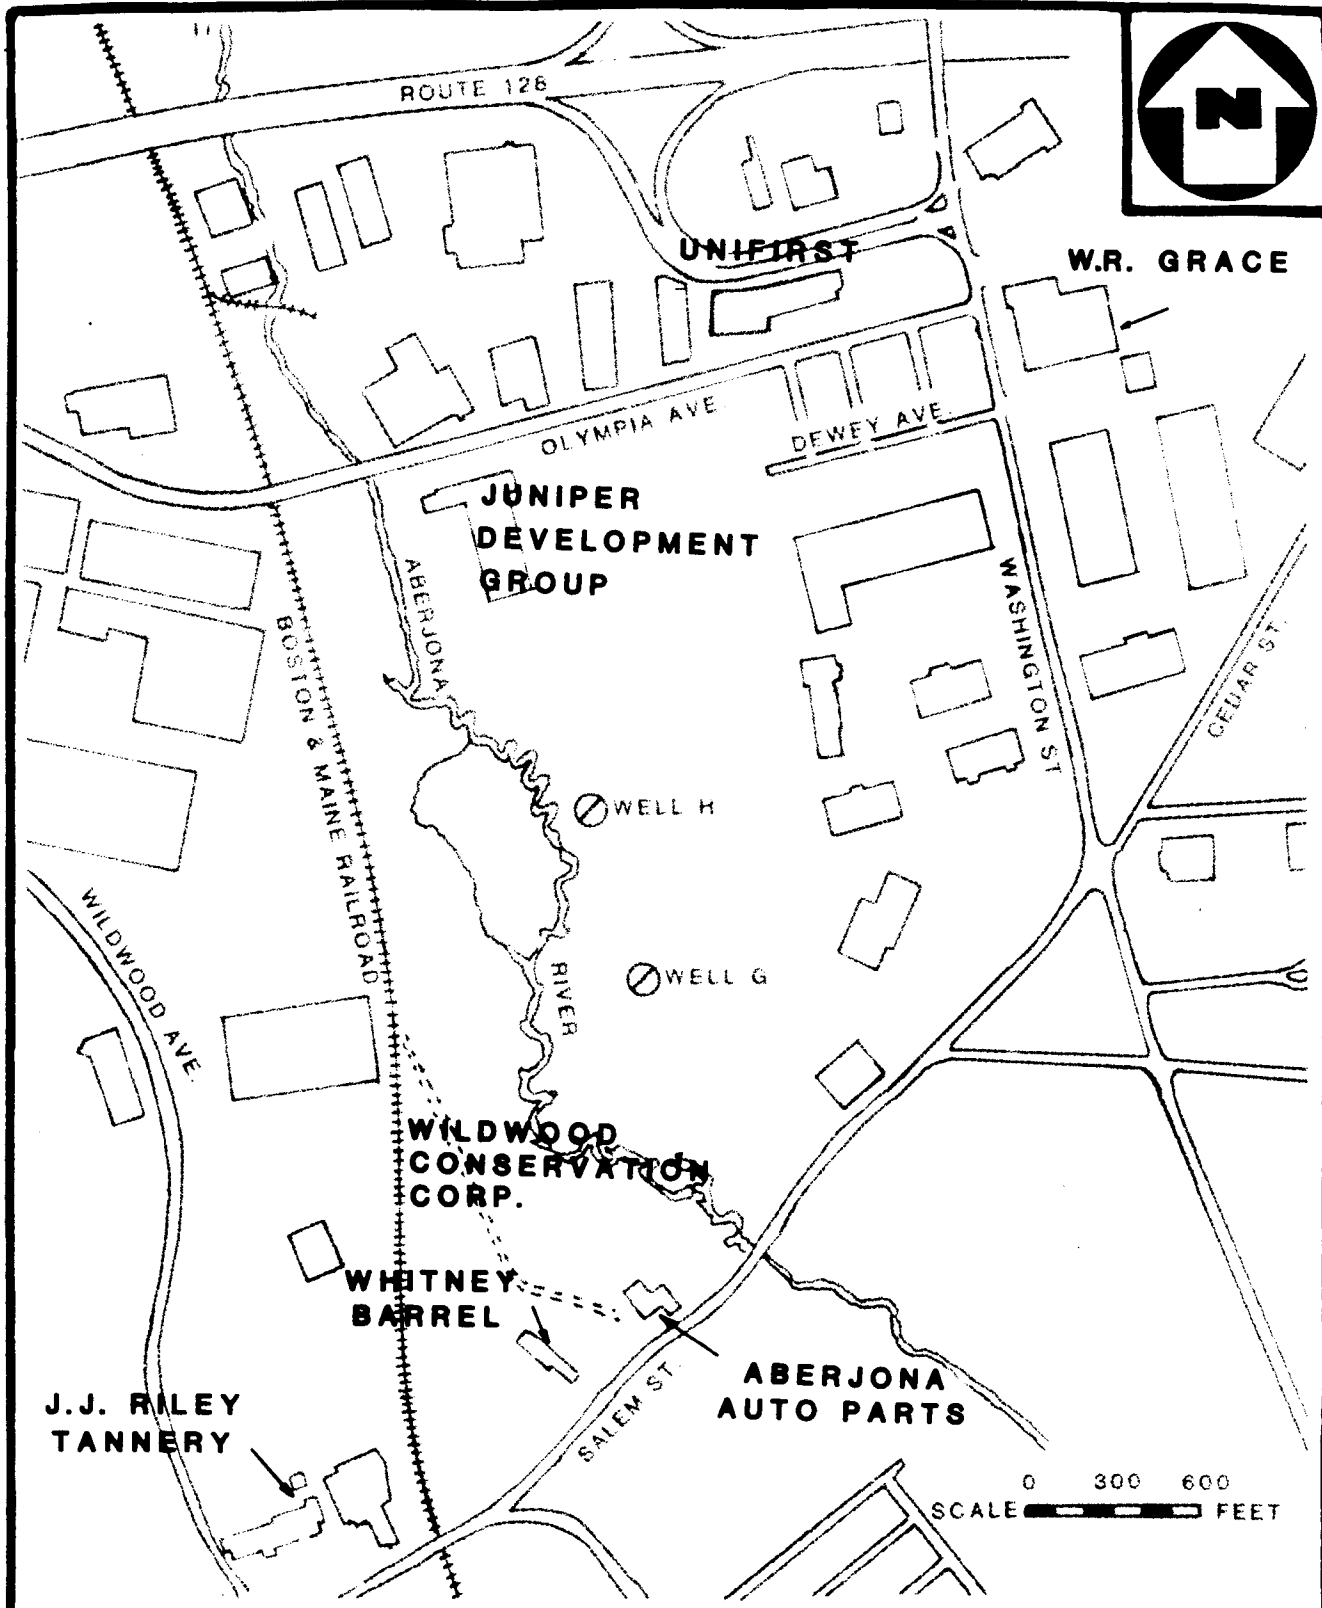 N
ROUTE 128
UNIFIRST
W.R. GRACE
OLYMPIA AVE.
DEWEY AVE.
JUNIPER
DEVELOPMENT
GROUP
ABERJONA
WASHINGTON ST
CEDAR ST.
BOSTON & MAINE RAILROAD
WELL H
WILDWOOD AVE.
RIVER
WELL G
WILDWOOD
CONSERVATION
CORP.
WHITNEY
BARREL
ABERJONA
AUTO PARTS
SALEM ST.
J.J. RILEY
TANNERY
0 300 600
SCALE FEET